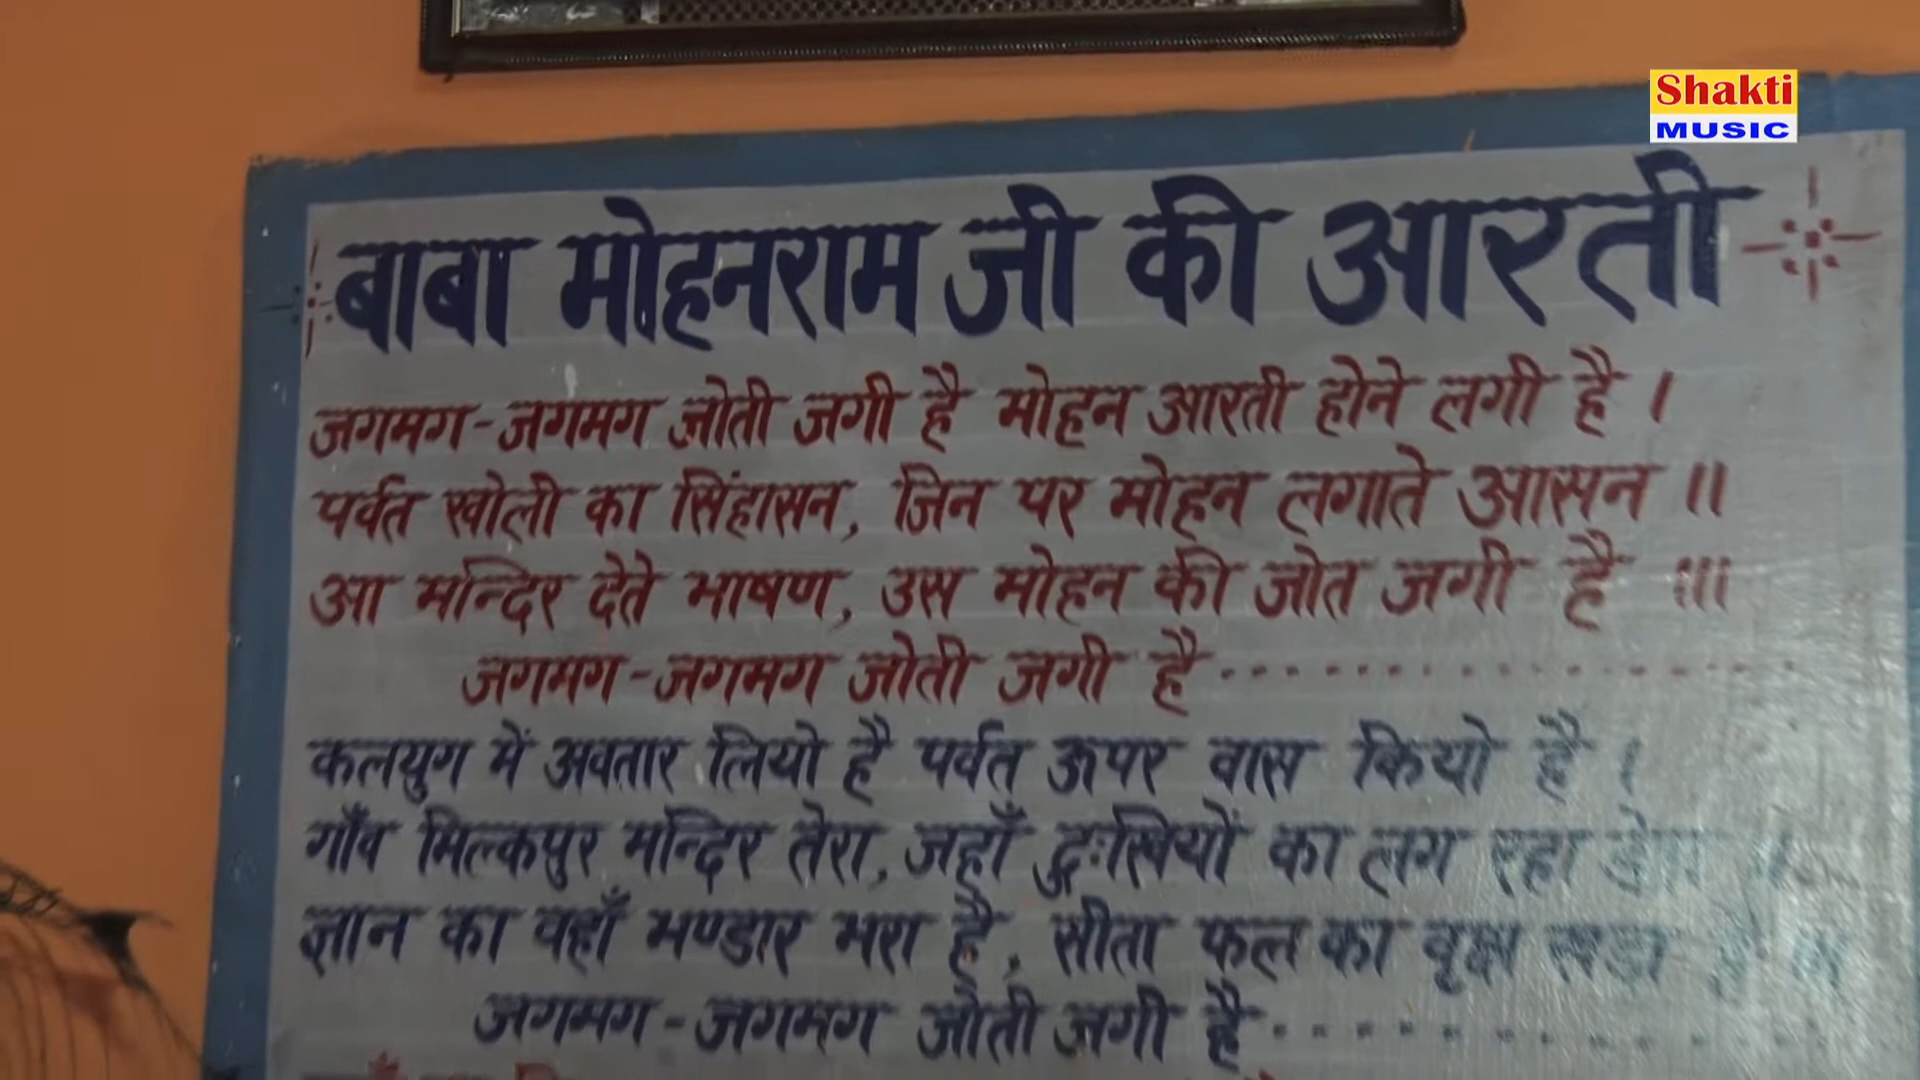 Shakti
MUSIC
बाबा मोहनराम जी की आरती
जगमग-जगमग जोती जगी है मोहन आरती होने लगी है ।
पर्वत खोली का सिंहासन, जिन पर मोहन लगाते आसन ॥
आ मन्दिर देते भाषण, उस मोहन की जोत जगी है ।।।
जगमग-जगमग जोती जगी है ................
कलयुग में अवतार लियो है पर्वत ऊपर वास कियो है ।
गाँव मिल्कपुर मन्दिर तेरा, जहाँ दुःखियों का लग रहा डेरा ॥
ज्ञान का वहाँ भण्डार भरा है, सीता फल का वृक्ष खड़ा है ।।।
जगमग-जगमग जोती जगी है ................